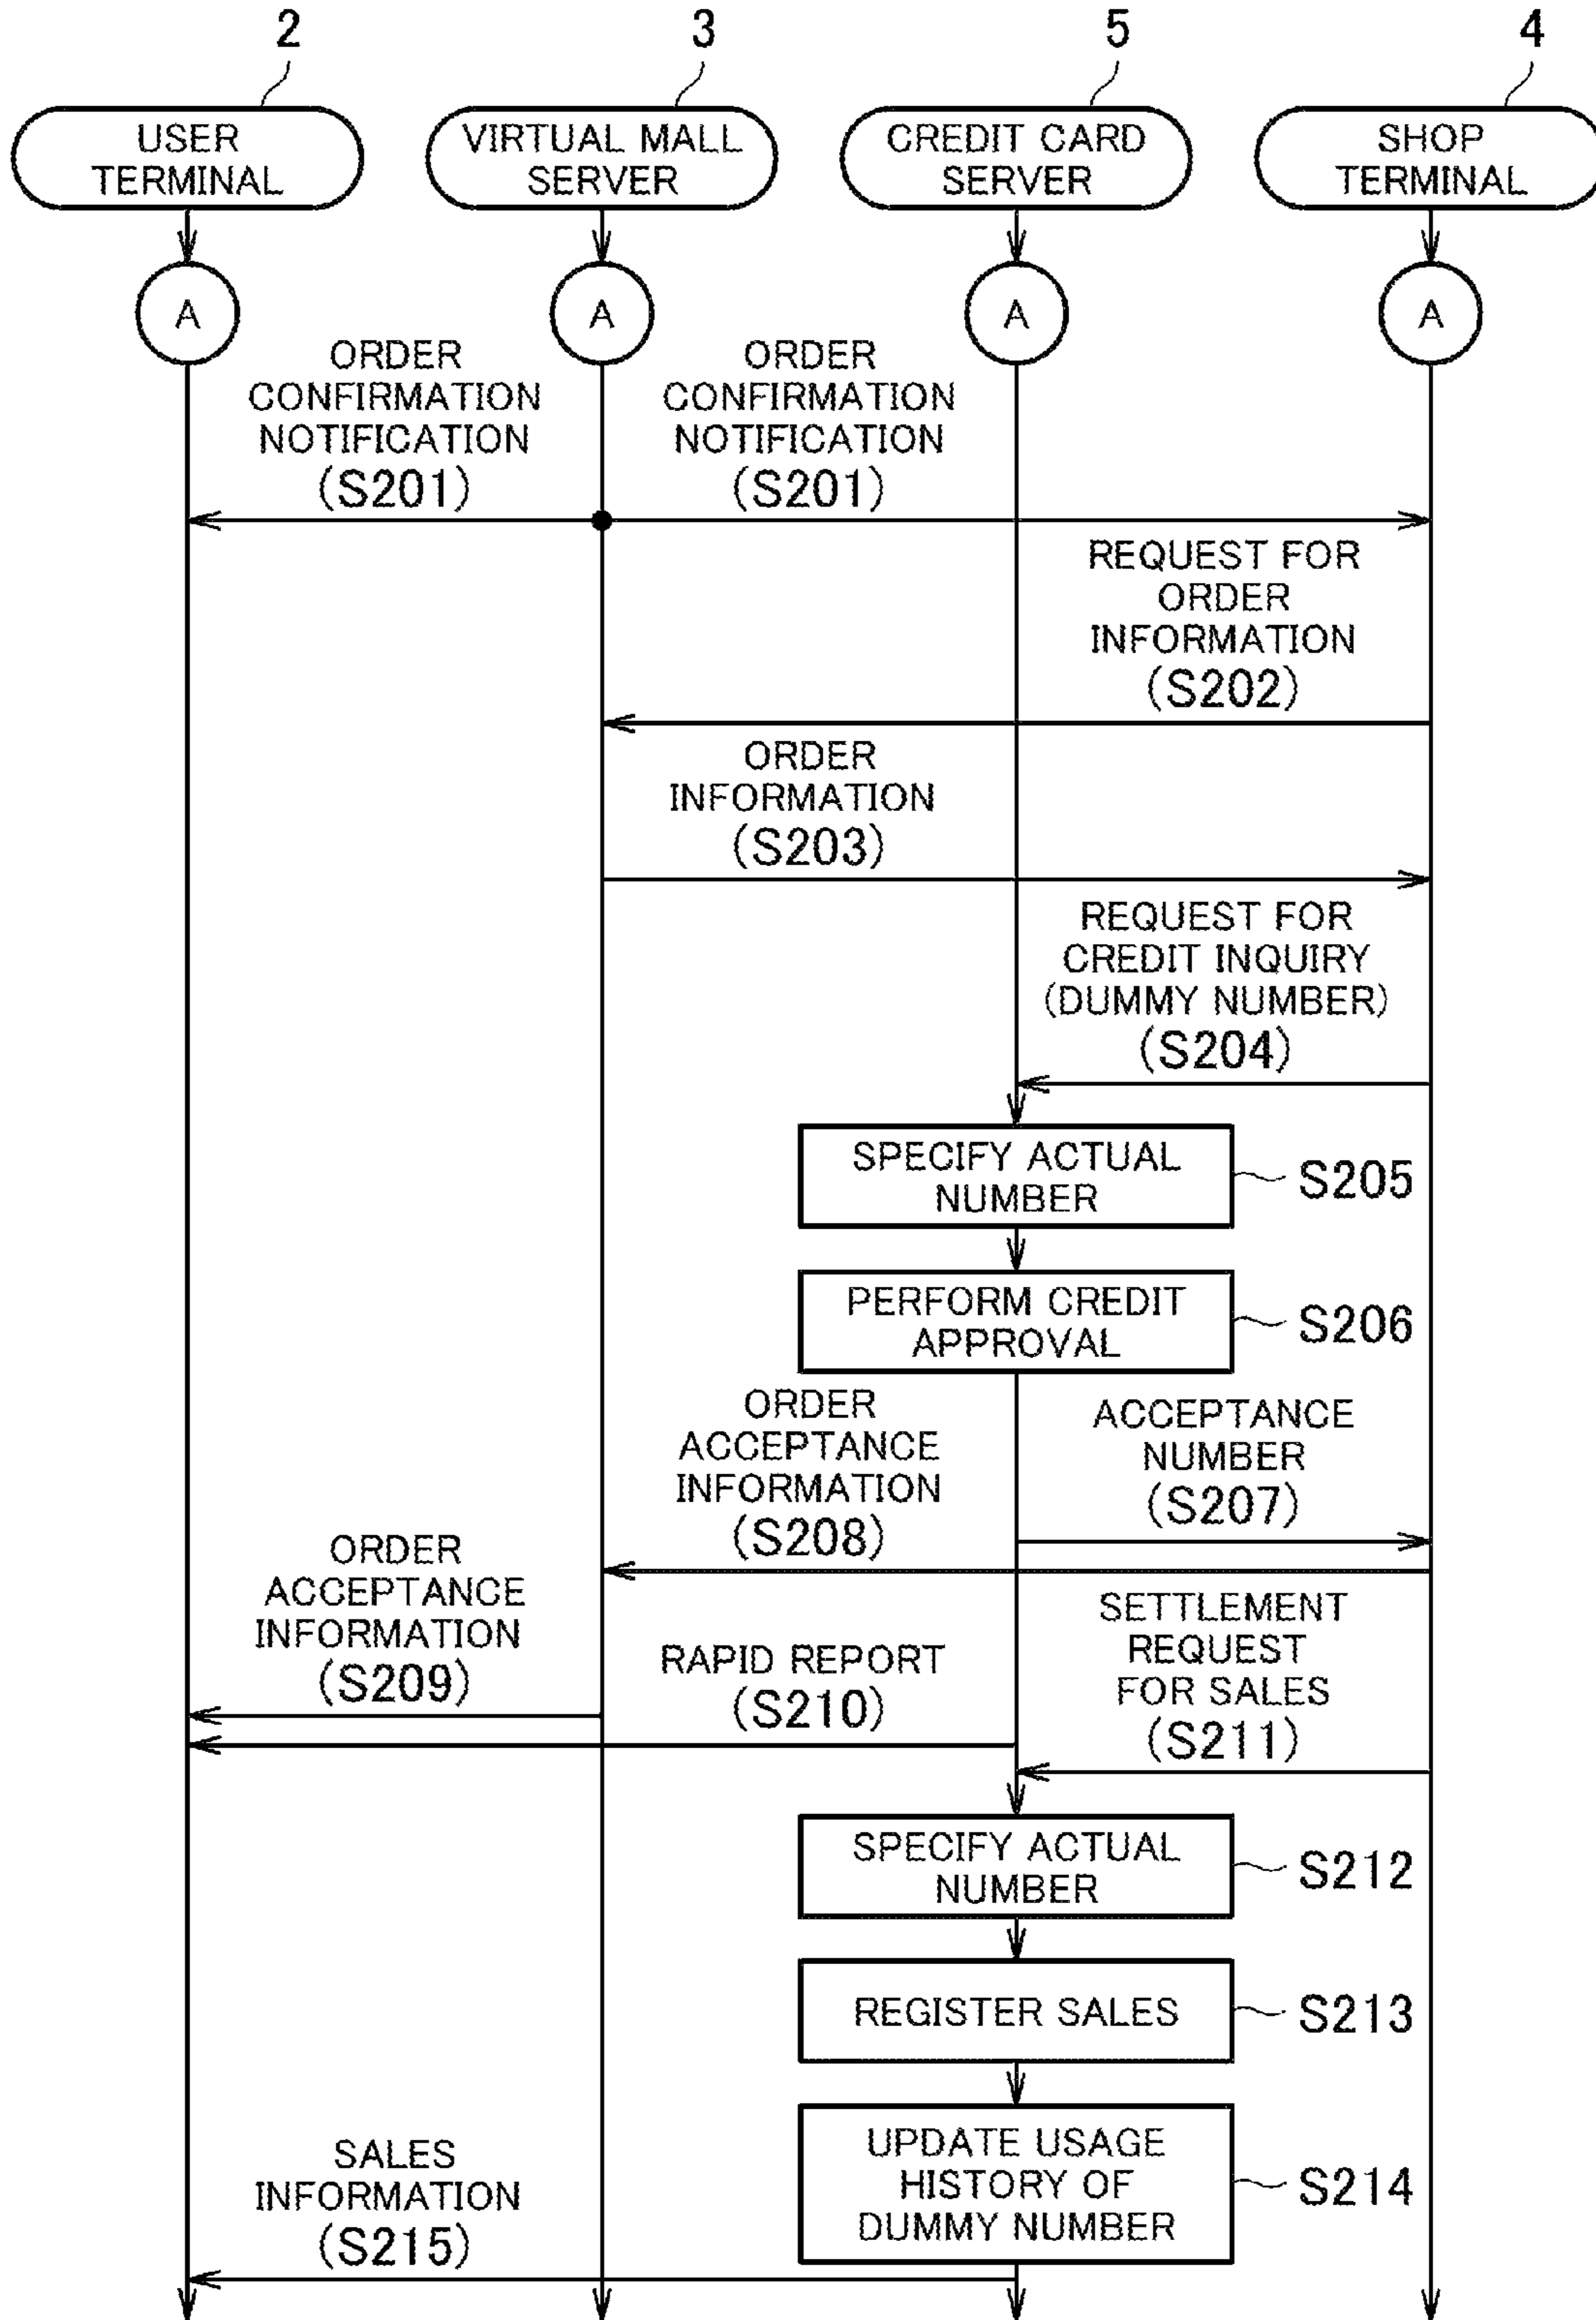 2
3
5
4
USER
TERMINAL
VIRTUAL MALL
SERVER
CREDIT CARD
SERVER
SHOP
TERMINAL
A
A
A
A
ORDER
CONFIRMATION
NOTIFICATION
(S201)
ORDER
CONFIRMATION
NOTIFICATION
(S201)
REQUEST FOR
ORDER
INFORMATION
(S202)
ORDER
INFORMATION
(S203)
REQUEST FOR
CREDIT INQUIRY
(DUMMY NUMBER)
(S204)
SPECIFY ACTUAL
NUMBER
S205
PERFORM CREDIT
APPROVAL
S206
ACCEPTANCE
NUMBER
(S207)
ORDER
ACCEPTANCE
INFORMATION
(S208)
ORDER
ACCEPTANCE
INFORMATION
(S209)
RAPID REPORT
(S210)
SETTLEMENT
REQUEST
FOR SALES
(S211)
SPECIFY ACTUAL
NUMBER
S212
REGISTER SALES
S213
UPDATE USAGE
HISTORY OF
DUMMY NUMBER
S214
SALES
INFORMATION
(S215)